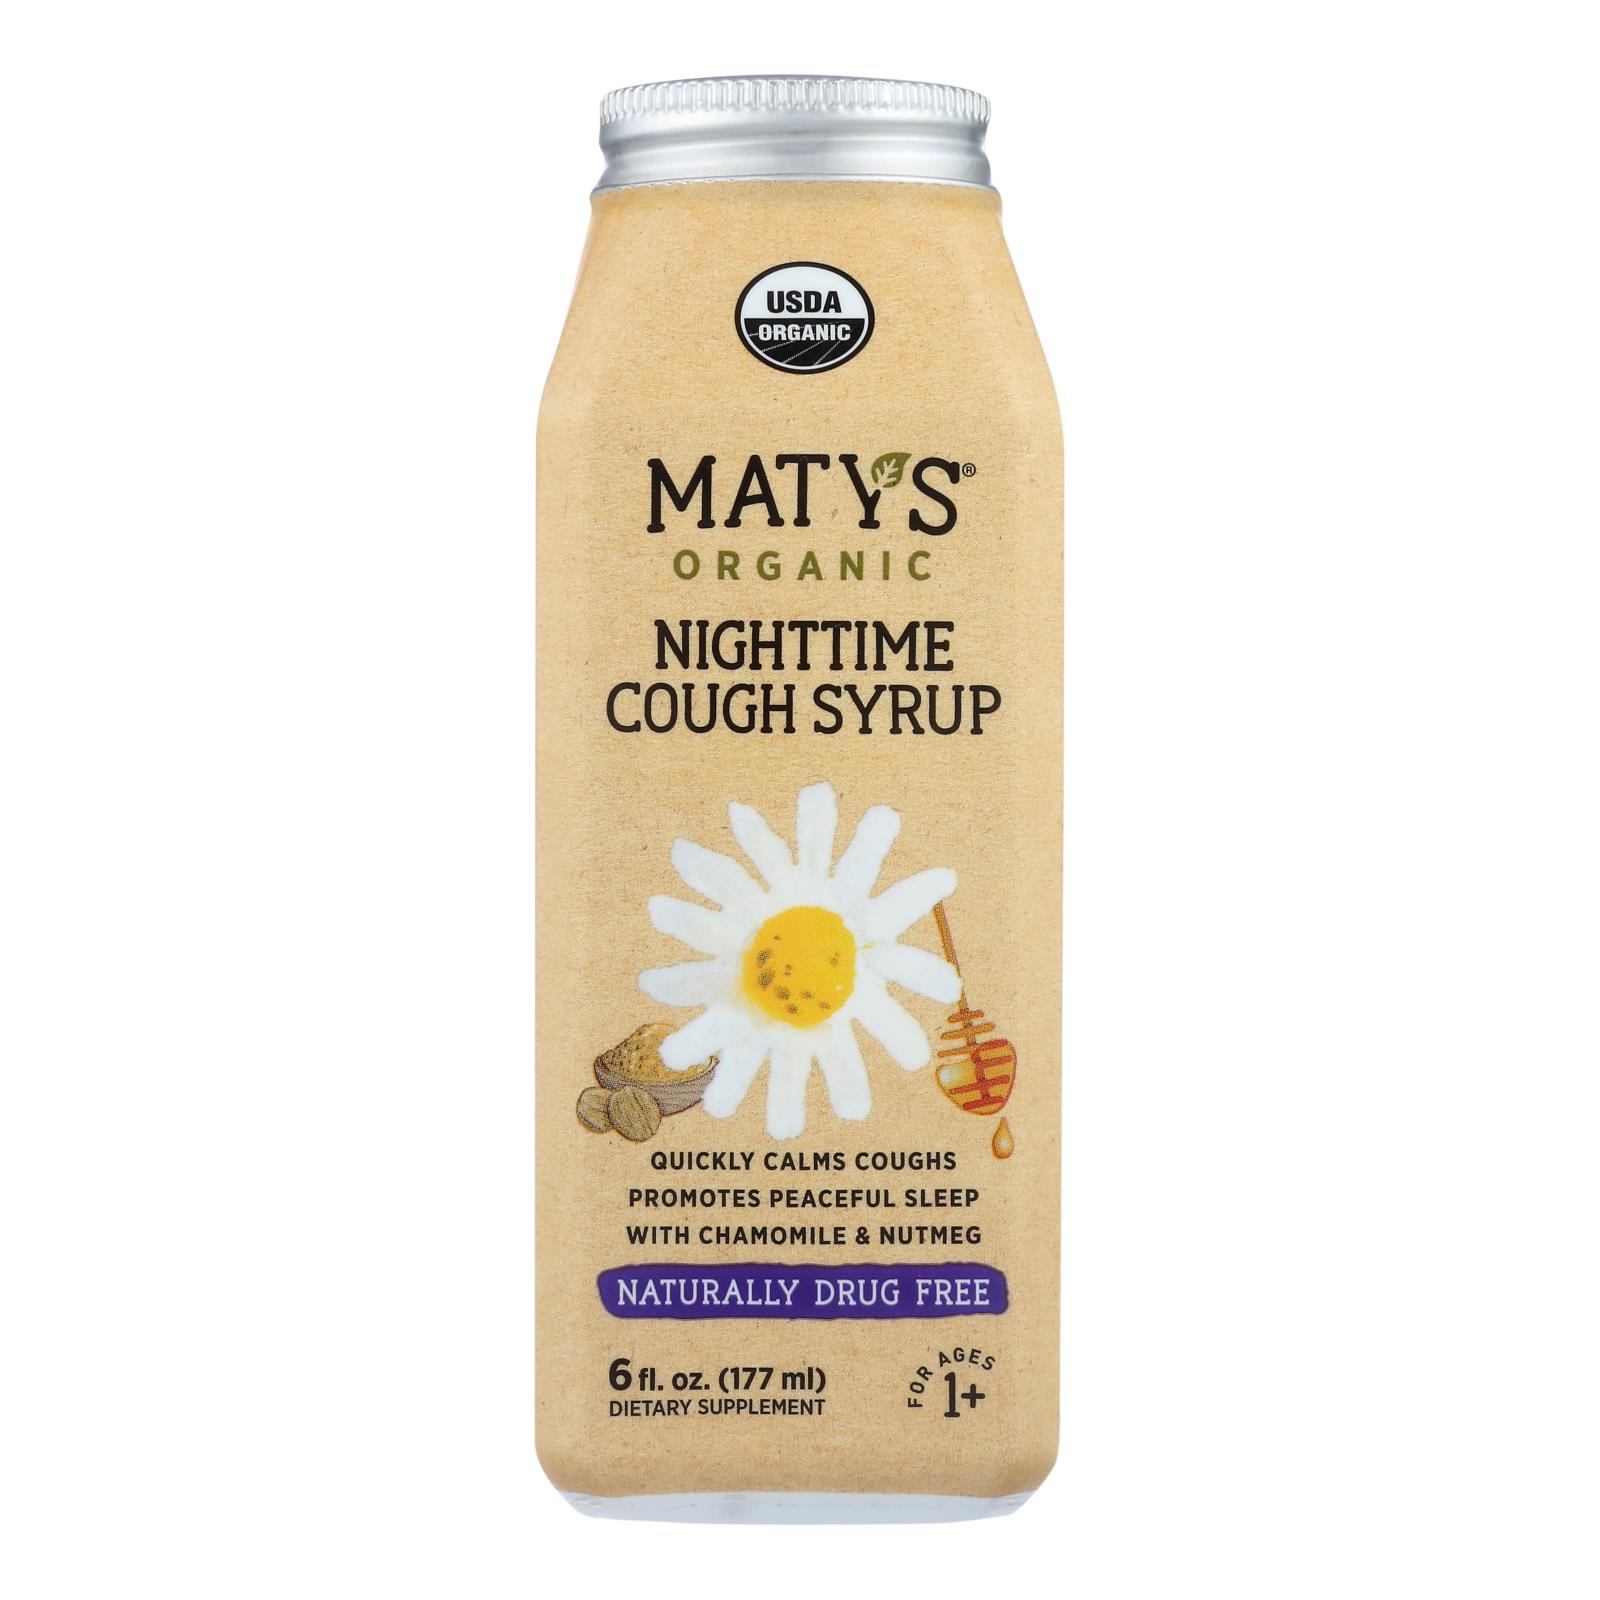 USDA
ORGANIC
MATY'S®
ORGANIC
NIGHTTIME
COUGH SYRUP
QUICKLY CALMS COUGHS
PROMOTES PEACEFUL SLEEP
WITH CHAMOMILE & NUTMEG
NATURALLY DRUG FREE
6 fl. oz. (177 ml)
DIETARY SUPPLEMENT
FOR AGES
1+